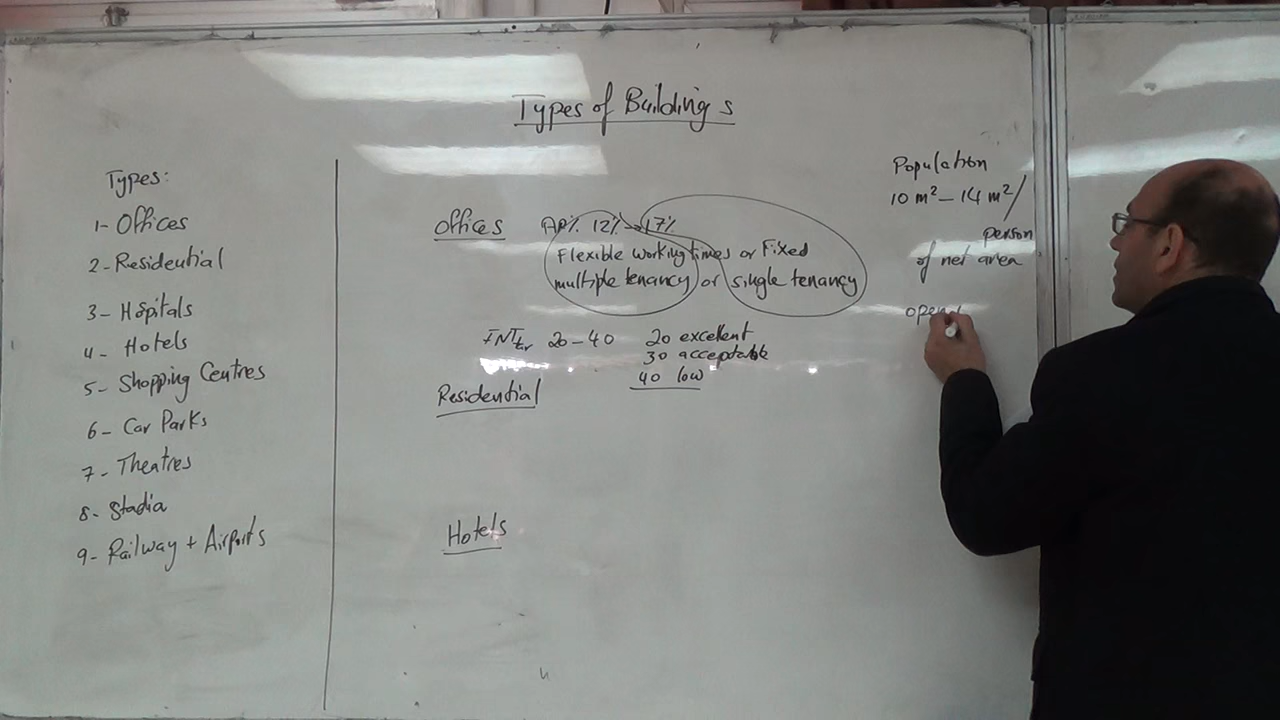 Types of Buildings
Types:
1- Offices
2- Residential
3- Hospitals
4- Hotels
5- Shopping Centres
6- Car Parks
7- Theatres
8- Stadia
9- Railway + Airports
Offices
12% 17%
Flexible working times or Fixed
multiple tenancy or single tenancy
INT 20-40 20 excellent
30 acceptable
40 low
Residential
Hotels
Population
10 m² - 14 m²/
person
of net area
open